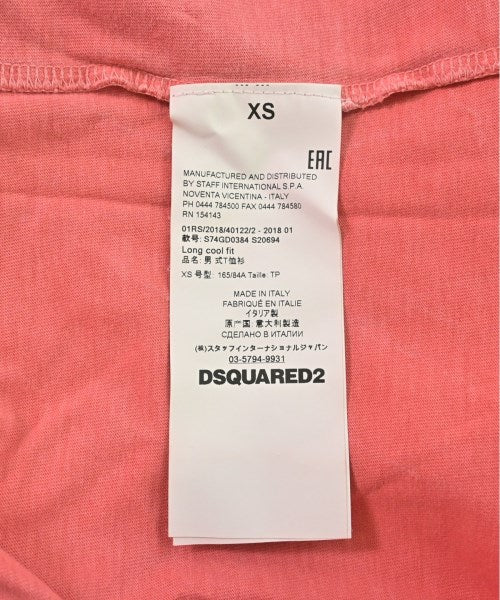 XS
EAC
MANUFACTURED AND DISTRIBUTED
BY STAFF INTERNATIONAL S.P.A.
NOVENTA VICENTINA - ITALY
PH 0444 784500 FAX 0444 784580
RN 154143
01RS/2018/40122/2 - 2018 01
款号: S74GD0384 S20694
Long cool fit
品名: 男 式T恤衫
XS 号型: 165/84A Taille: TP
MADE IN ITALY
FABRIQUÉ EN ITALIE
イタリア製
原产国: 意大利製造
СДЕЛАНО В ИТАЛИИ
(株)スタッフインターナショナルジャパン
03-5794-9931
DSQUARED2